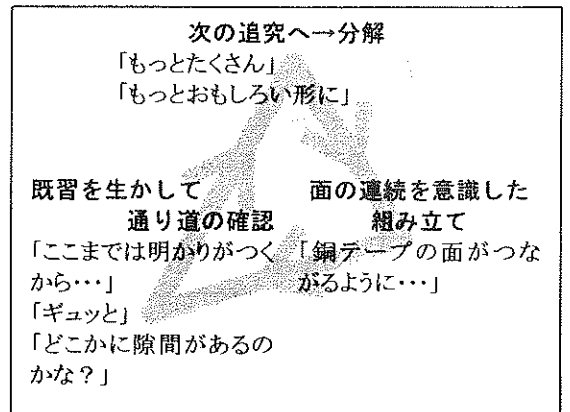 次の追究へ→分解
「もっとたくさん」
「もっとおもしろい形に」
既習を生かして
通り道の確認
「ここまでは明かりがつく
から・・・」
「ギュッと」
「どこかに隙間があるの
かな?」
面の連続を意識した
組み立て
「銅テープの面がつな
がるように・・・」